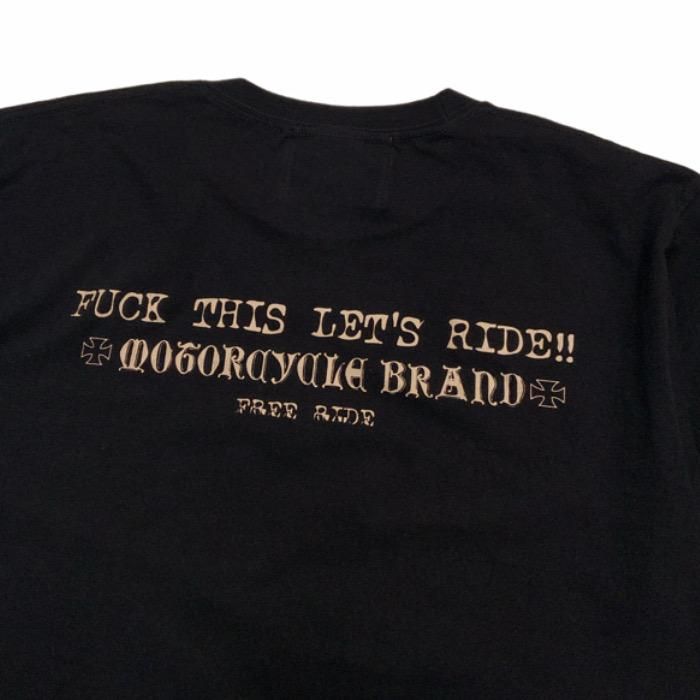 FUCK THIS LET'S RIDE!!
MOTORCYCLE BRAND
FREE RIDE